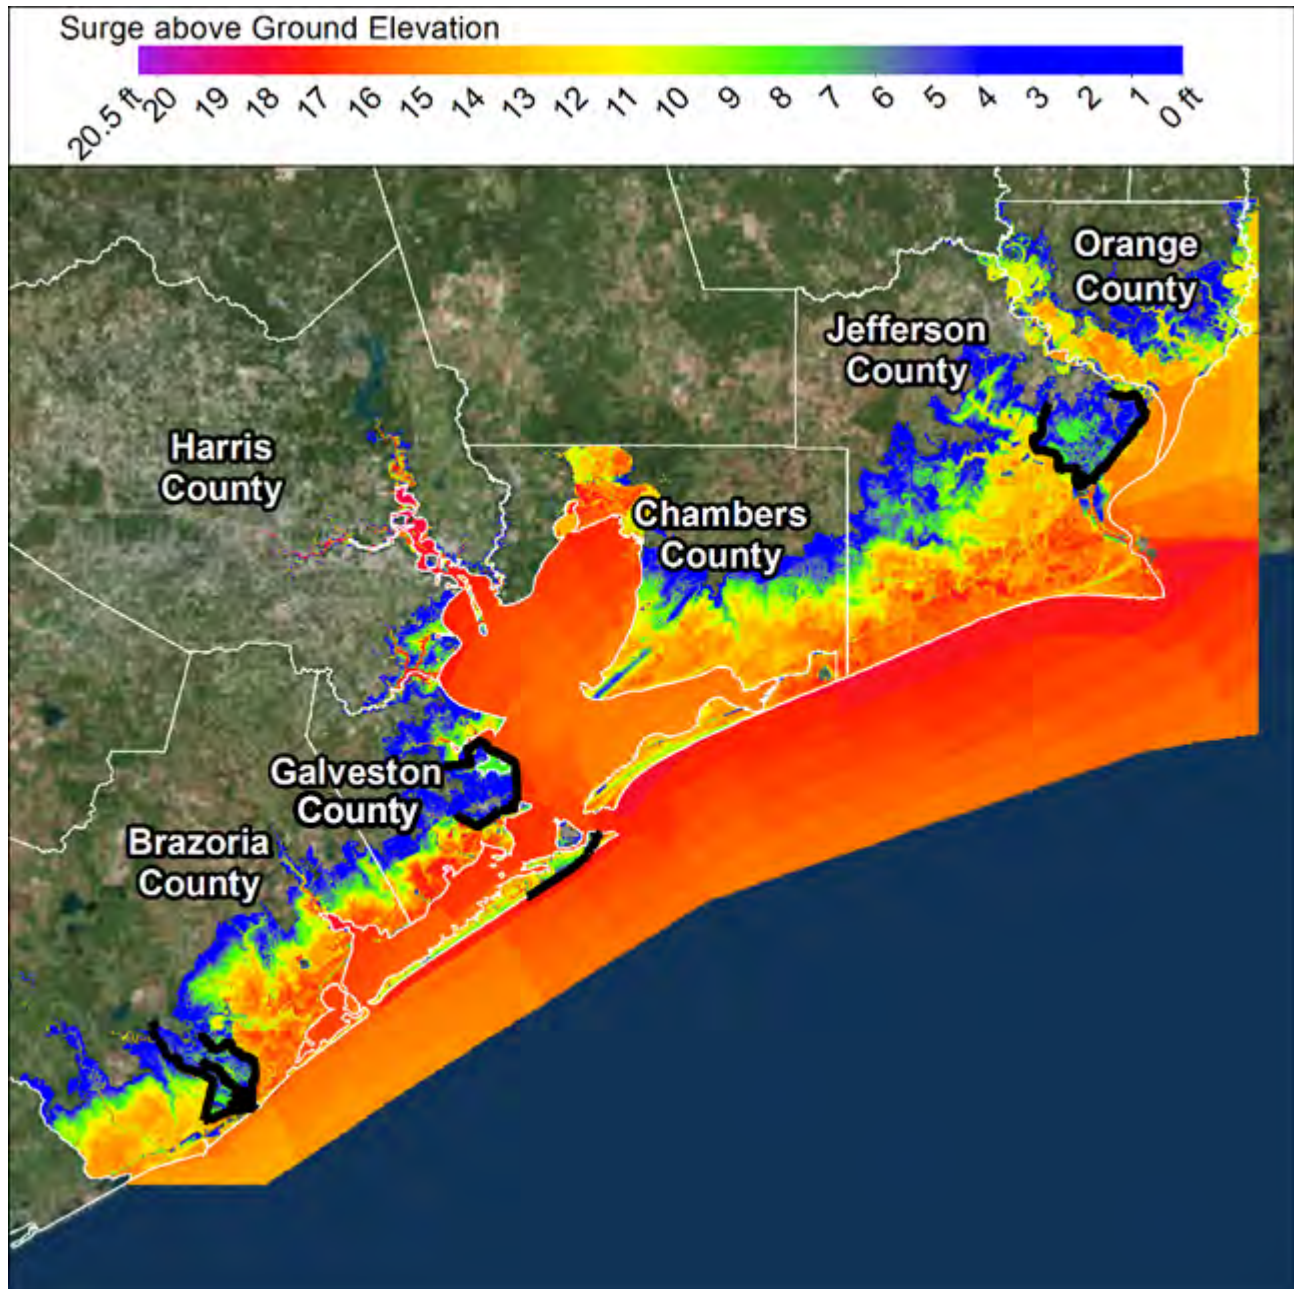 Surge above Ground Elevation
20.5 ft 20 19 18 17 16 15 14 13 12 11 10 9 8 7 6 5 4 3 2 1 0 ft
Orange
County
Jefferson
County
Harris
County
Chambers
County
Galveston
County
Brazoria
County